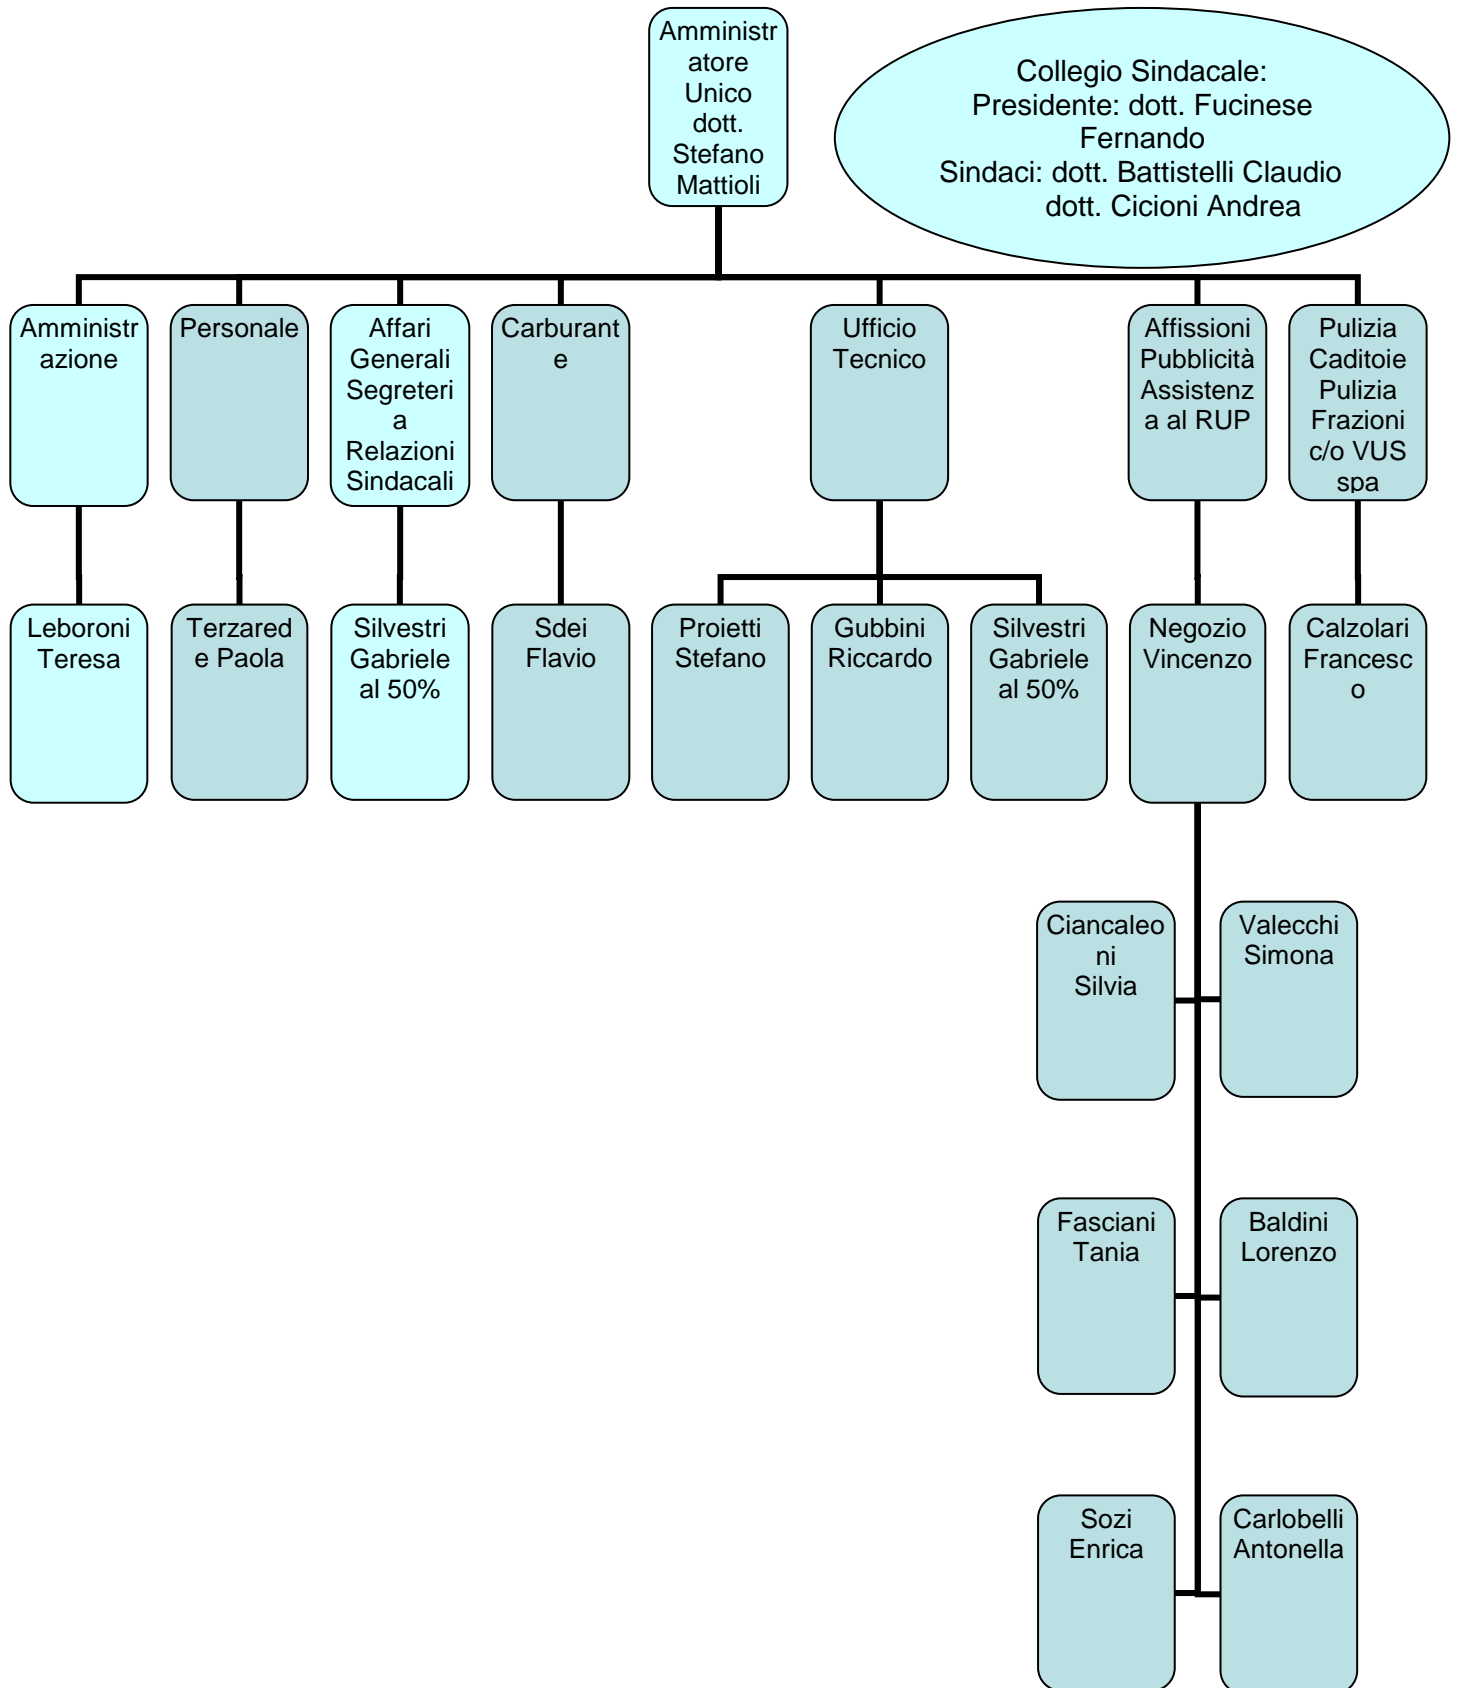 Amministr
atore
Unico
dott.
Stefano
Mattioli
Collegio Sindacale:
Presidente: dott. Fucinese
Fernando
Sindaci: dott. Battistelli Claudio
dott. Cicioni Andrea
Amministr
azione
Personale
Affari
Generali
Segreteri
a
Relazioni
Sindacali
Carburant
e
Ufficio
Tecnico
Affissioni
Pubblicità
Assistenz
a al RUP
Pulizia
Caditoie
Pulizia
Frazioni
c/o VUS
spa
Leboroni
Teresa
Terzared
e Paola
Silvestri
Gabriele
al 50%
Sdei
Flavio
Proietti
Stefano
Gubbini
Riccardo
Silvestri
Gabriele
al 50%
Negozio
Vincenzo
Calzolari
Francesc
o
Ciancaleo
ni
Silvia
Valecchi
Simona
Fasciani
Tania
Baldini
Lorenzo
Sozi
Enrica
Carlobelli
Antonella